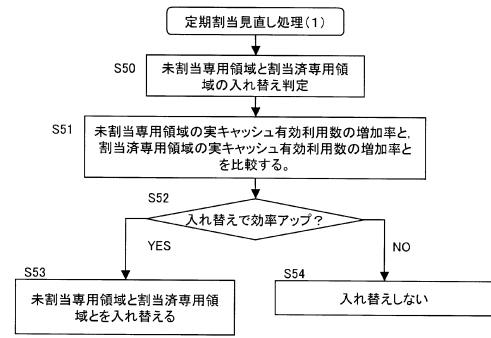 定期割当見直し処理(1)
S50
未割当専用領域と割当済専用領
域の入れ替え判定
S51
未割当専用領域の実キャッシュ有効利用数の増加率と,
割当済専用領域の実キャッシュ有効利用数の増加率と
を比較する。
S52
入れ替えで効率アップ?
YES
NO
S53
未割当専用領域と割当済専用領
域とを入れ替える
S54
入れ替えしない